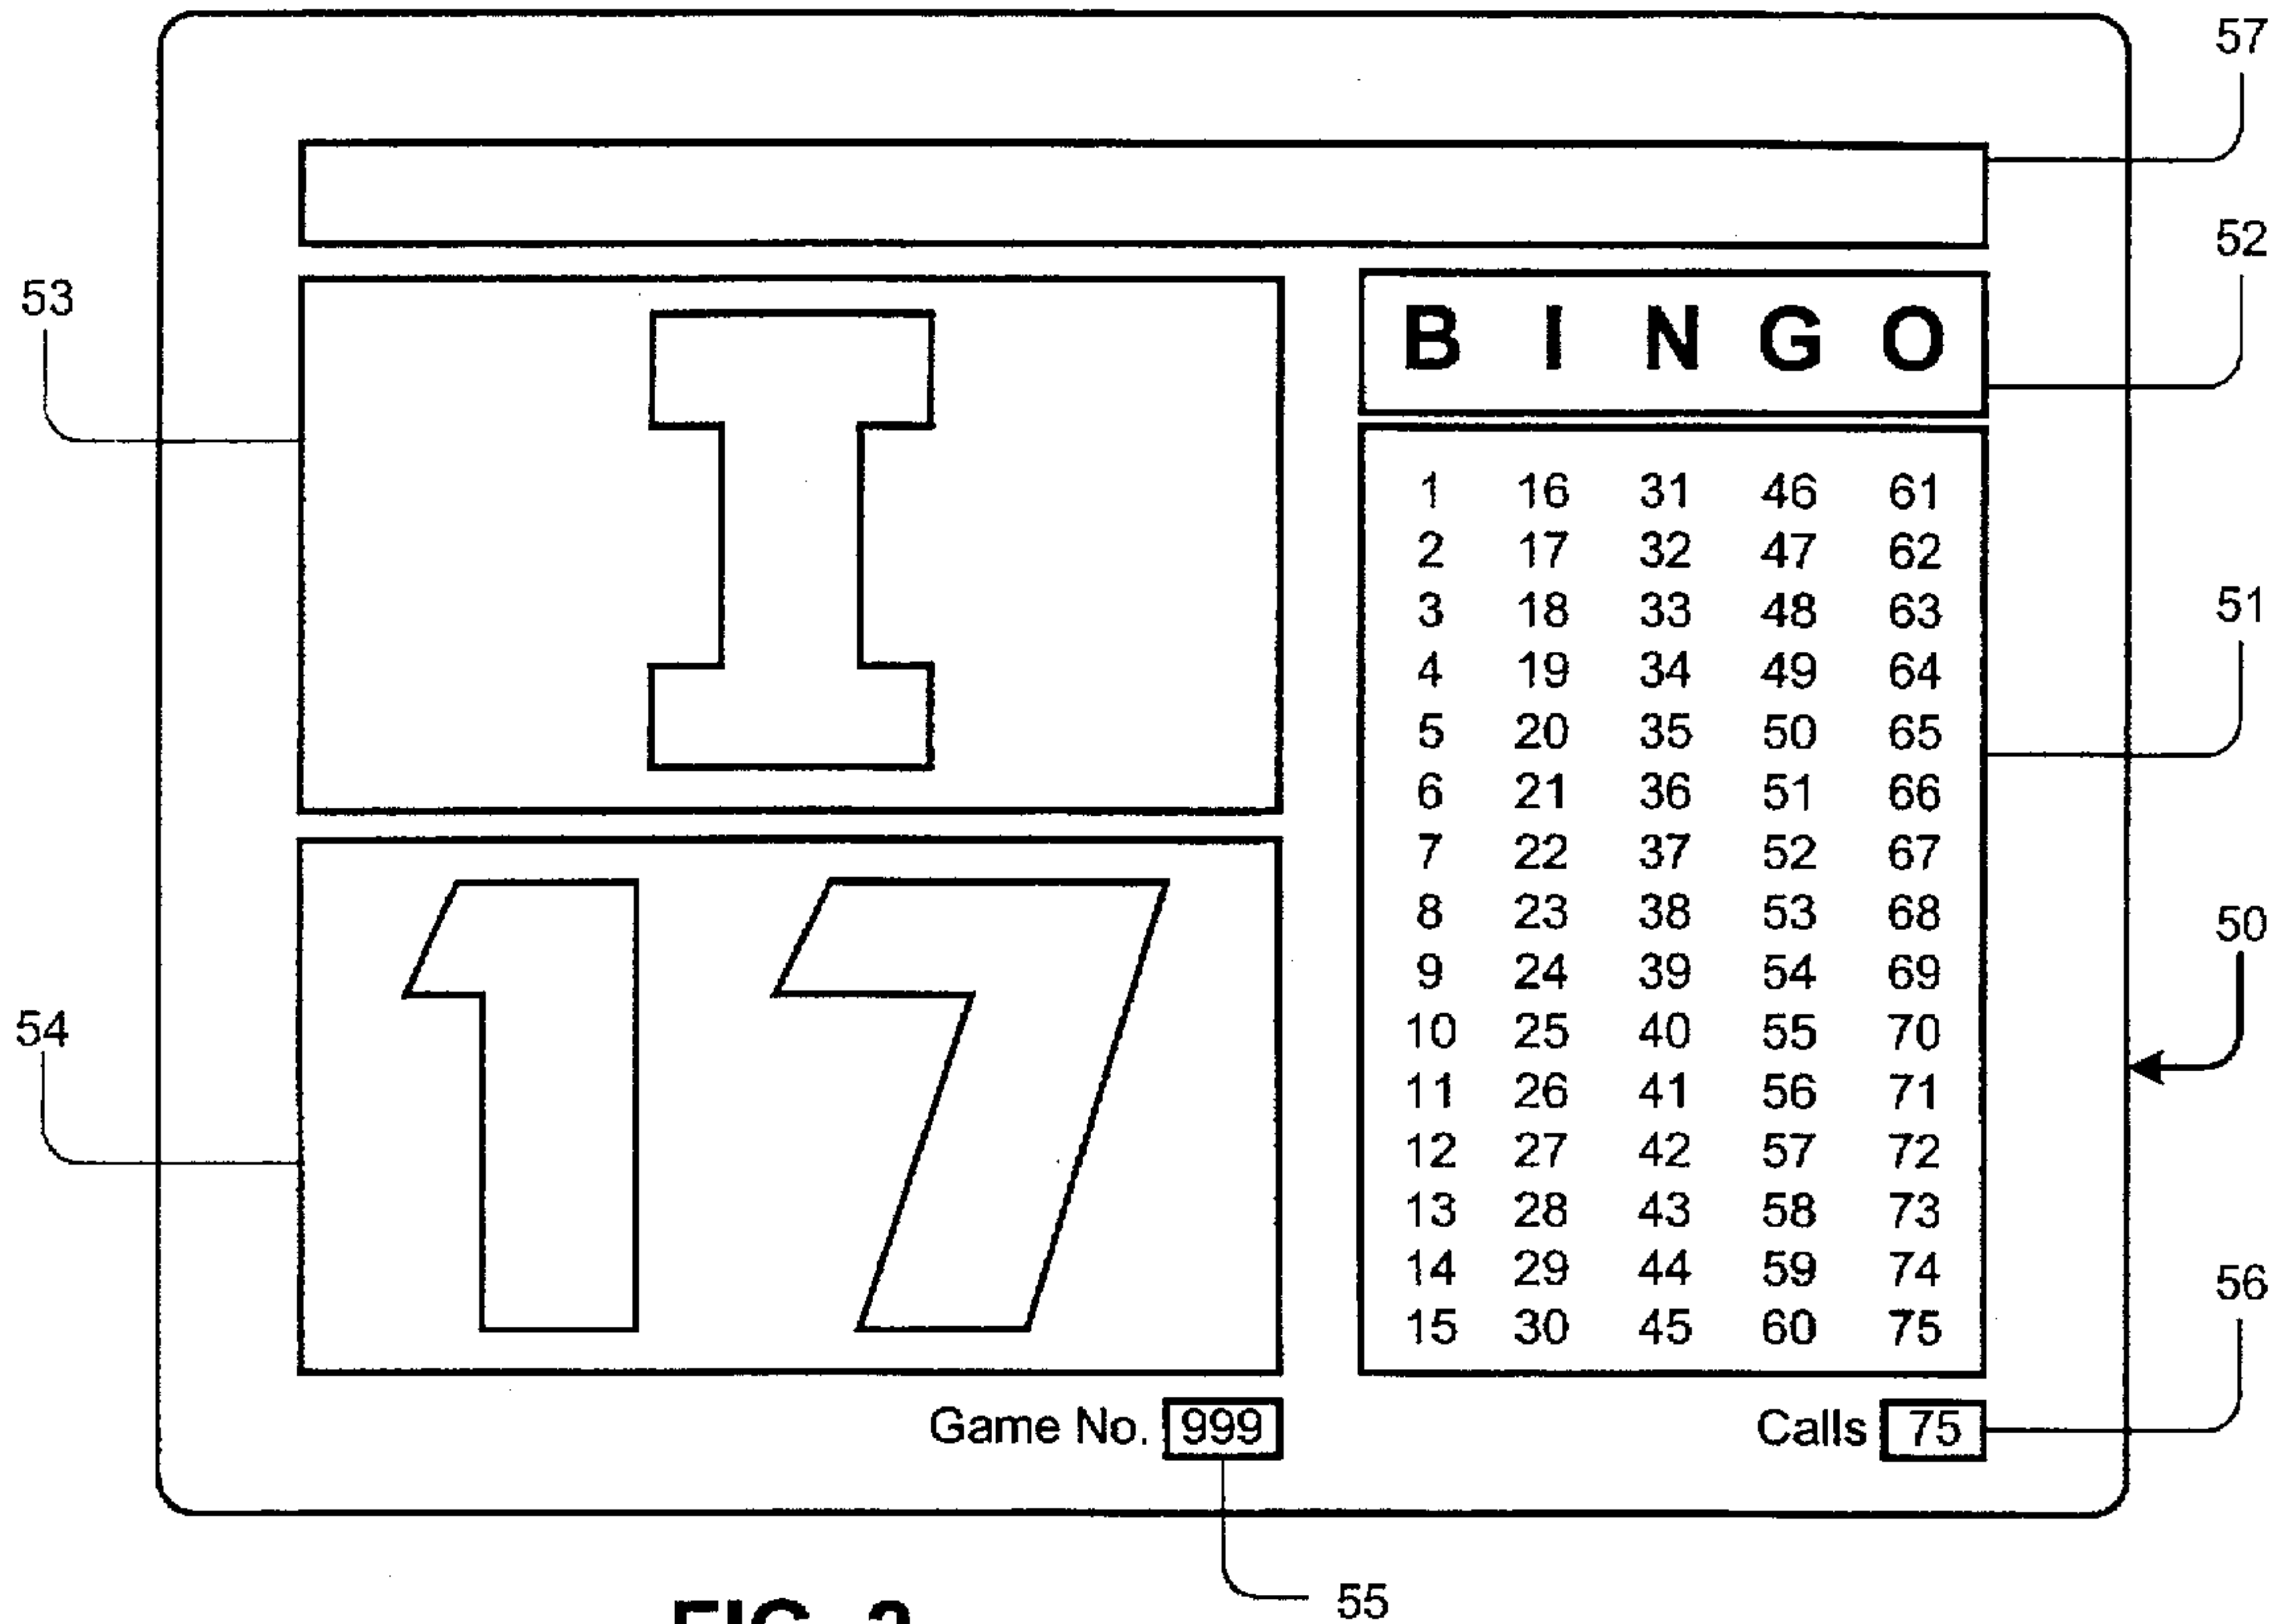 57
52
53
B I N G O
I
1 16 31 46 61
2 17 32 47 62
3 18 33 48 63
51
4 19 34 49 64
5 20 35 50 65
6 21 36 51 66
7 22 37 52 67
8 23 38 53 68
50
9 24 39 54 69
54
10 25 40 55 70
11 26 41 56 71
12 27 42 57 72
13 28 43 58 73
14 29 44 59 74
15 30 45 60 75
17
56
Game No. 999
Calls 75
55